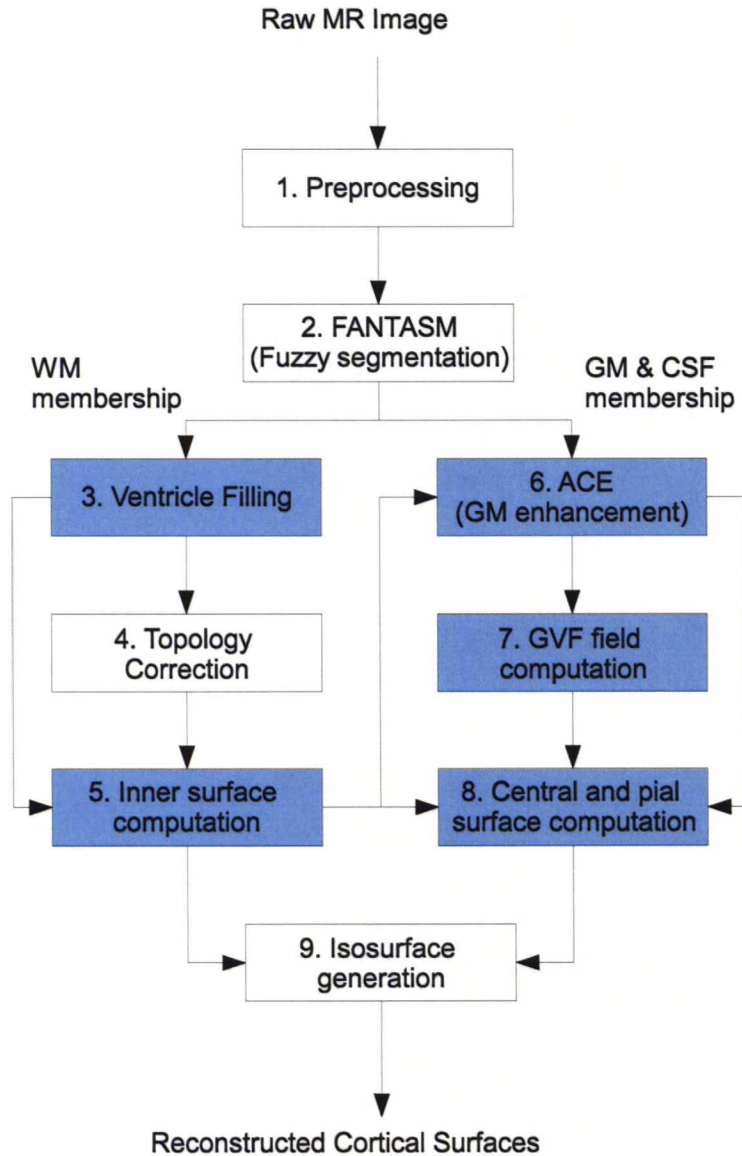 Raw MR Image
1. Preprocessing
2. FANTASM
(Fuzzy segmentation)
WM
membership
GM & CSF
membership
3. Ventricle Filling
6. ACE
(GM enhancement)
4. Topology
Correction
7. GVF field
computation
5. Inner surface
computation
8. Central and pial
surface computation
9. Isosurface
generation
Reconstructed Cortical Surfaces